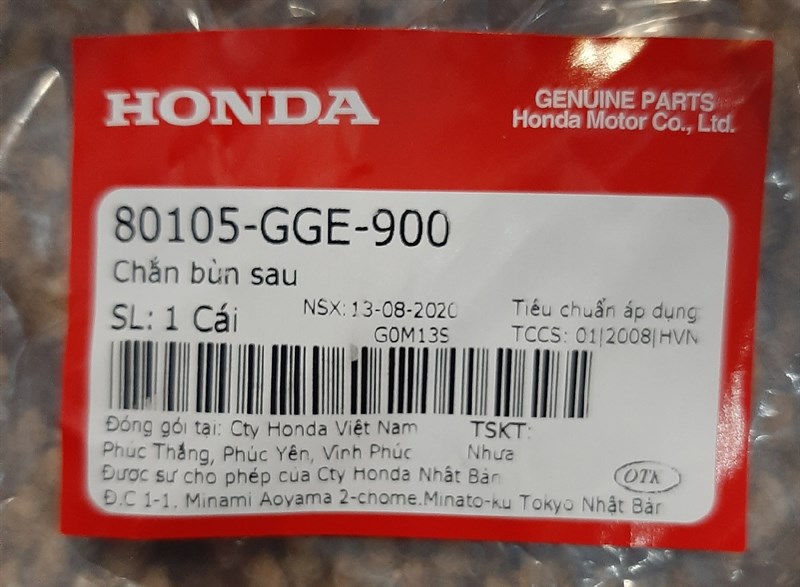 HONDA
GENUINE PARTS
Honda Motor Co., Ltd.
80105-GGE-900
Chắn bùn sau
SL: 1 Cái
NSX: 13-08-2020
G0M13S
Tiêu chuẩn áp dụng
TCCS: 01|2008|HVN
Đóng gói tại: Cty Honda Việt Nam
Phúc Thắng, Phúc Yên, Vĩnh Phúc
TSKT:
Nhựa
Được sự cho phép của Cty Honda Nhật Bản
Đ.C 1-1, Minami Aoyama 2-chome.Minato-ku Tokyo Nhật Bản
OTK